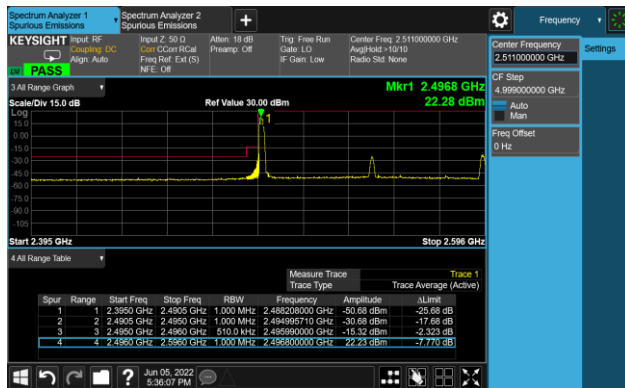 Spectrum Analyzer 1
Spurious Emissions
Spectrum Analyzer 2
Spurious Emissions
+
Frequency
KEYSIGHT
Input: RF
Coupling: DC
Align: Auto
Input Z: 50 Ω
Corr CCorr RCal
Freq Ref: Ext (S)
NFE: Off
Atten: 18 dB
Preamp: Off
Trig: Free Run
Gate: LO
IF Gain: Low
Center Freq: 2.511000000 GHz
Avg|Hold:>10/10
Radio Std: None
PASS
Center Frequency
2.511000000 GHz
Settings
CF Step
4.999000000 GHz
Auto
Man
Freq Offset
0 Hz
3 All Range Graph
Mkr1 2.4968 GHz
22.28 dBm
Scale/Div 15.0 dB
Ref Value 30.00 dBm
Log
15.0
0.00
-15.0
-30.0
-45.0
-60.0
-75.0
-90.0
-105
1
Start 2.395 GHz
Stop 2.596 GHz
4 All Range Table
Measure Trace Trace 1
Trace Type Trace Average (Active)
Spur Range Start Freq Stop Freq RBW Frequency Amplitude ΔLimit
1 1 2.3950 GHz 2.4905 GHz 1.000 MHz 2.488208000 GHz -50.68 dBm -25.68 dB
2 2 2.4905 GHz 2.4950 GHz 1.000 MHz 2.494995710 GHz -30.68 dBm -17.68 dB
3 3 2.4950 GHz 2.4960 GHz 510.0 kHz 2.495990000 GHz -15.32 dBm -2.323 dB
4 4 2.4960 GHz 2.5960 GHz 1.000 MHz 2.496800000 GHz 22.23 dBm -7.770 dB
?
Jun 05, 2022
5:36:07 PM